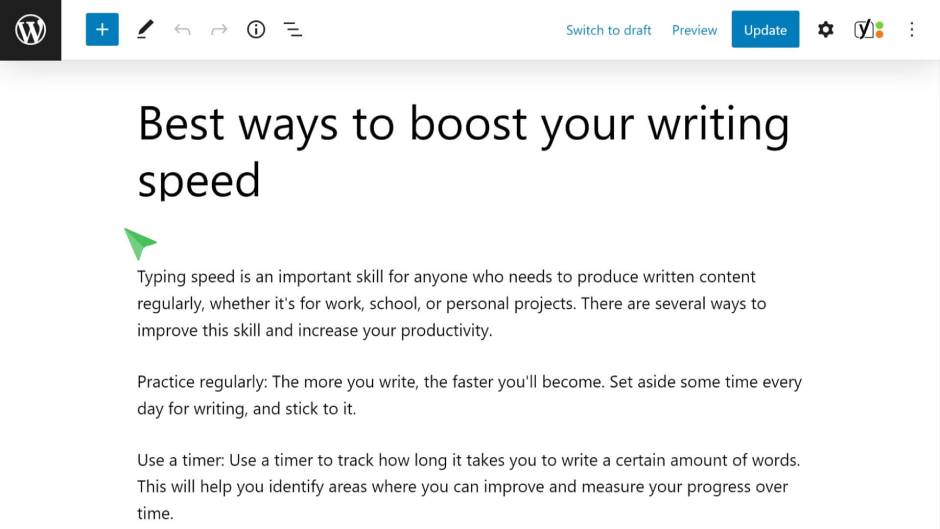 Switch to draft
Preview
Update
Best ways to boost your writing
speed
Typing speed is an important skill for anyone who needs to produce written content
regularly, whether it's for work, school, or personal projects. There are several ways to
improve this skill and increase your productivity.
Practice regularly: The more you write, the faster you'll become. Set aside some time every
day for writing, and stick to it.
Use a timer: Use a timer to track how long it takes you to write a certain amount of words.
This will help you identify areas where you can improve and measure your progress over
time.